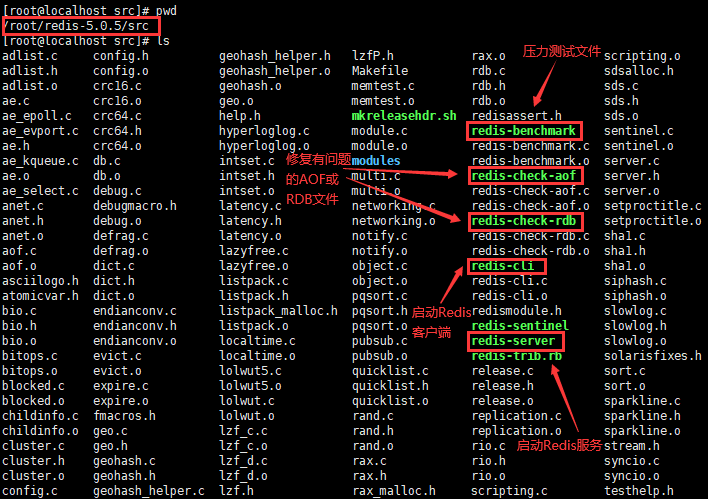 [root@localhost src]# pwd
/root/redis-5.0.5/src
[root@localhost src]# ls
压力测试文件
adlist.c config.h geohash_helper.h lzfP.h rax.o scripting.o
adlist.h config.o geohash_helper.o Makefile rdb.c sdsalloc.h
adlist.o crc16.c geohash.o memtest.c rdb.h sds.c
ae.c crc16.o geo.o memtest.o rdb.o sds.h
ae_epoll.c crc64.c help.h mkreleasehdr.sh redisassert.h sds.o
ae_evport.c crc64.h hyperloglog.c module.c redis-benchmark sentinel.c
ae.h crc64.o hyperloglog.o module.o redis-benchmark.c sentinel.o
ae_kqueue.c db.c intset.c modules redis-benchmark.o server.c
ae.o db.o intset.h multi.c redis-check-aof server.h
ae_select.c debug.c intset.o multi.o redis-check-aof.c server.o
修复有问题
的AOF或
RDB文件
anet.c debugmacro.h latency.c networking.c redis-check-aof.o setproctitle.c
anet.h debug.o latency.h networking.o redis-check-rdb setproctitle.o
anet.o defrag.c latency.o notify.c redis-check-rdb.c sha1.c
aof.c defrag.o lazyfree.c notify.o redis-check-rdb.o sha1.h
aof.o dict.c lazyfree.o object.c redis-cli sha1.o
asciilogo.h dict.h listpack.c object.o redis-cli.c siphash.c
atomicvar.h dict.o listpack.h pqsort.c redis-cli.o siphash.o
bio.c endianconv.c listpack_malloc.h pqsort.h redismodule.h slowlog.c
bio.h endianconv.h listpack.o pqsort.o redis-sentinel slowlog.h
启动Redis
客户端
bio.o endianconv.o localtime.c pubsub.c redis-server slowlog.o
bitops.c evict.c localtime.o pubsub.o redis-trib.rb solarisfixes.h
bitops.o evict.o lolwut5.c quicklist.c release.c sort.c
blocked.c expire.c lolwut5.o quicklist.h release.h sort.o
blocked.o expire.o lolwut.c quicklist.o release.o sparkline.c
childinfo.c fmacros.h lolwut.o rand.c replication.c sparkline.h
childinfo.o geo.c lzf_c.c rand.h replication.o sparkline.o
cluster.c geo.h lzf_c.o rand.o rio.c stream.h
启动Redis服务
cluster.h geohash.c lzf_d.c rax.c rio.h syncio.c
cluster.o geohash.h lzf_d.o rax.h rio.o syncio.o
config.c geohash_helper.c lzf.h rax_malloc.h scripting.c testhelp.h